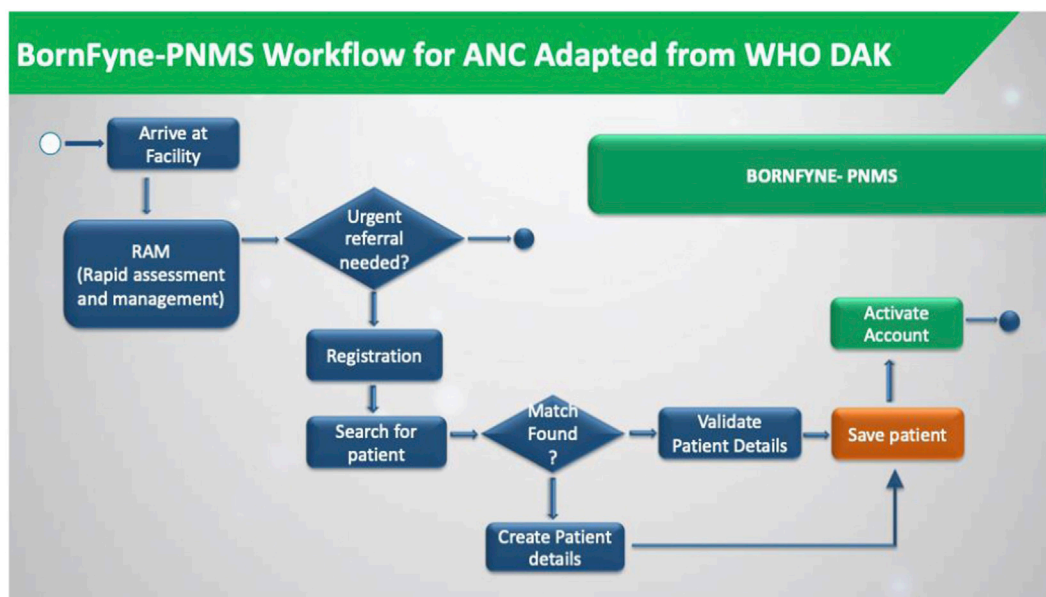 BornFyne-PNMS Workflow for ANC Adapted from WHO DAK
Arrive at
Facility
BORNFYNE- PNMS
RAM
(Rapid assessment
and management)
Urgent
referral
needed?
Activate
Account
Registration
Search for
patient
Match
Found
?
Validate
Patient Details
Save patient
Create Patient
details